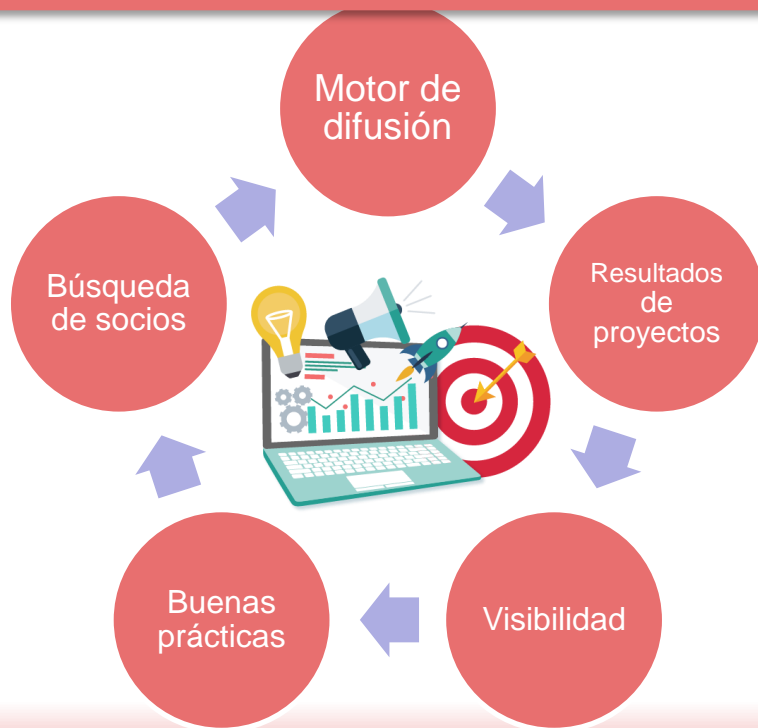 Motor de
difusión
Resultados
de
proyectos
Visibilidad
Buenas
prácticas
Búsqueda
de socios